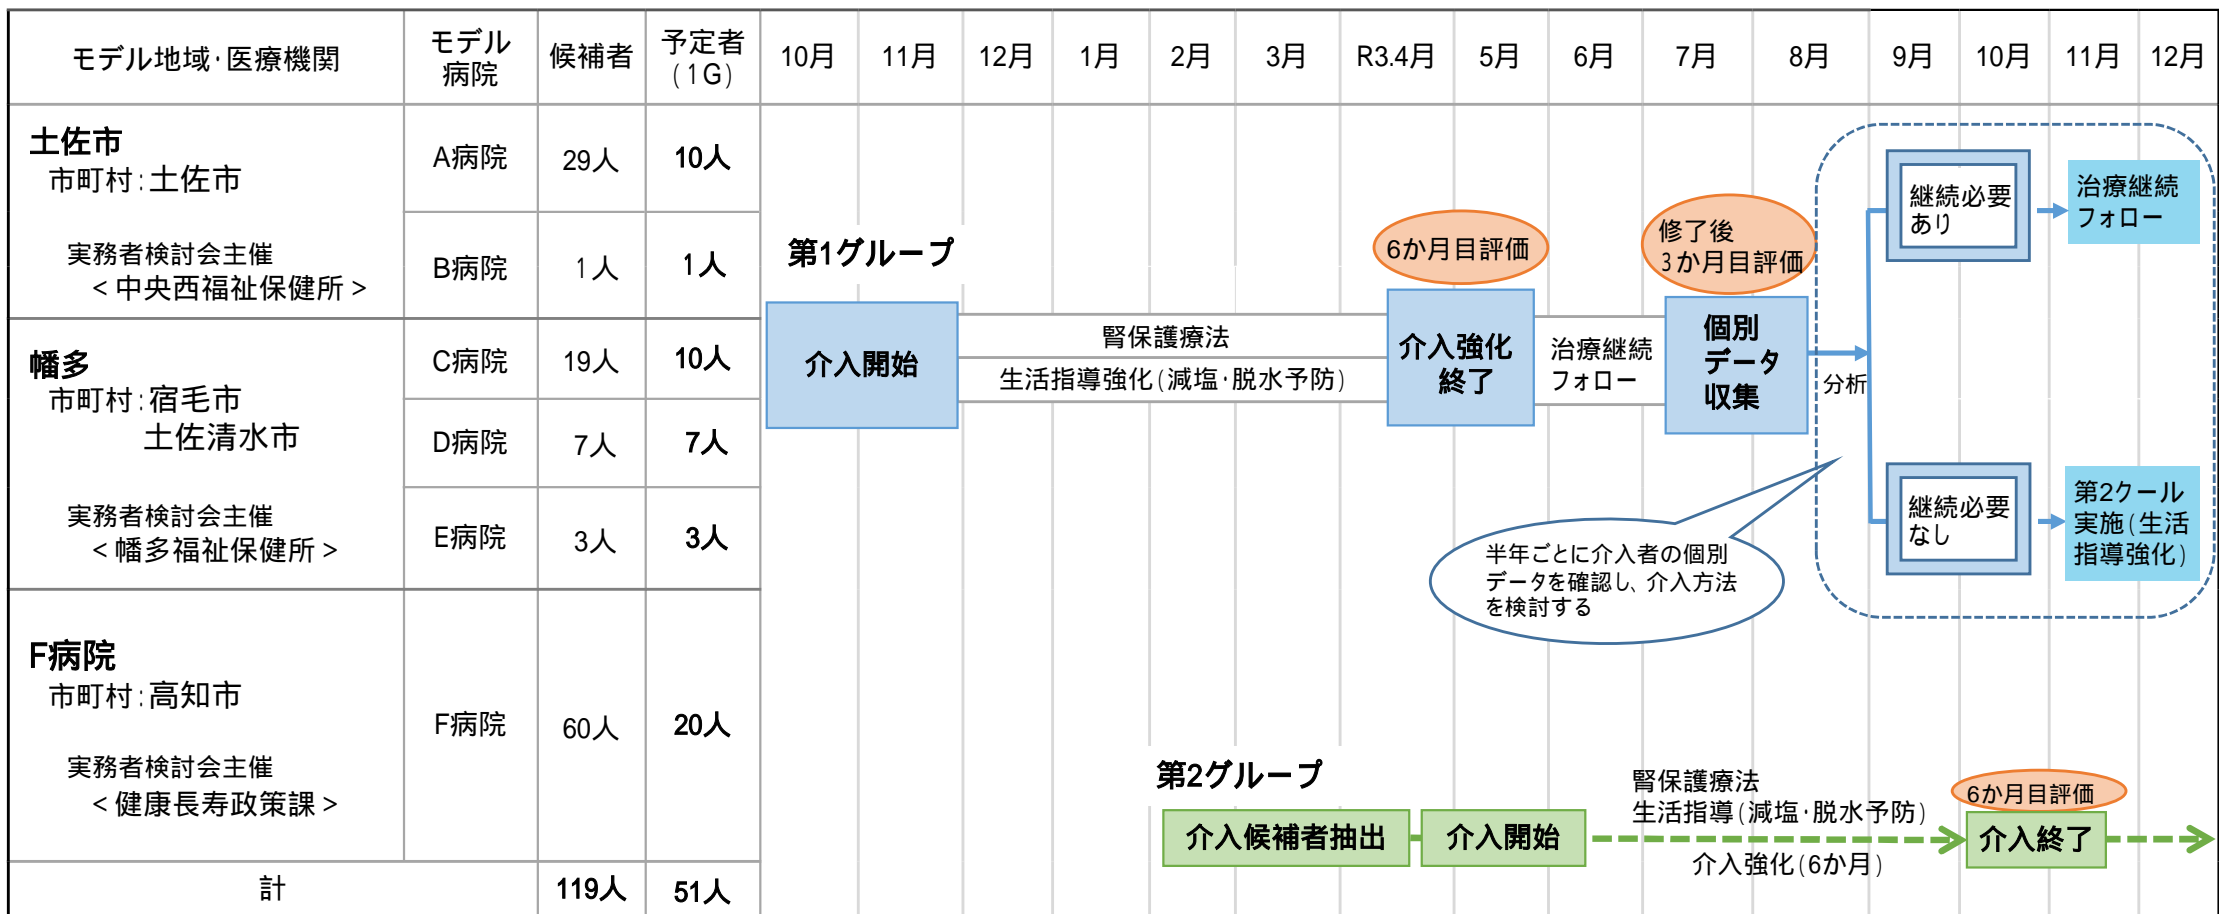 モデル地域・医療機関
モデル
病院
候補者
予定者
(1G)
10月
11月
12月
1月
2月
3月
R3.4月
5月
6月
7月
8月
9月
10月
11月
12月
土佐市
市町村:土佐市
実務者検討会主催
<中央西福祉保健所>
A病院
29人
10人
B病院
1人
1人
幡多
市町村:宿毛市
土佐清水市
実務者検討会主催
<幡多福祉保健所>
C病院
19人
10人
D病院
7人
7人
E病院
3人
3人
F病院
市町村:高知市
実務者検討会主催
<健康長寿政策課>
F病院
60人
20人
計
119人
51人
第1グループ
介入開始
腎保護療法
生活指導強化(減塩・脱水予防)
6か月目評価
介入強化
終了
治療継続
フォロー
修了後
3か月目評価
個別
データ
収集
分析
継続必要
あり
治療継続
フォロー
継続必要
なし
第2クール
実施(生活
指導強化)
半年ごとに介入者の個別
データを確認し、介入方法
を検討する
第2グループ
介入候補者抽出
介入開始
腎保護療法
生活指導(減塩・脱水予防)
介入強化(6か月)
6か月目評価
介入終了